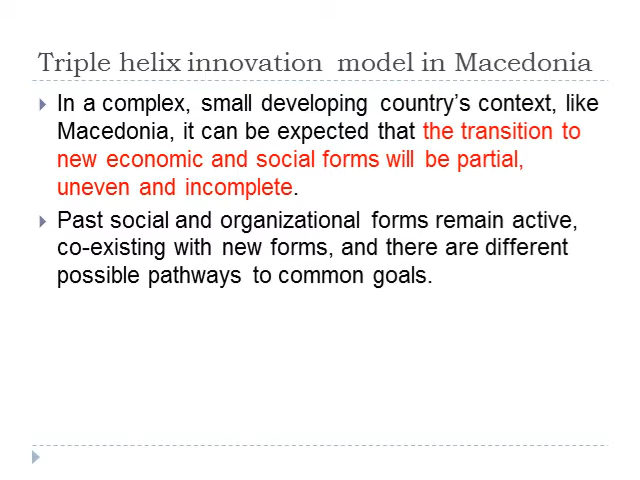 Triple helix innovation model in Macedonia
In a complex, small developing country's context, like
Macedonia, it can be expected that the transition to
new economic and social forms will be partial,
uneven and incomplete.
Past social and organizational forms remain active,
co-existing with new forms, and there are different
possible pathways to common goals.